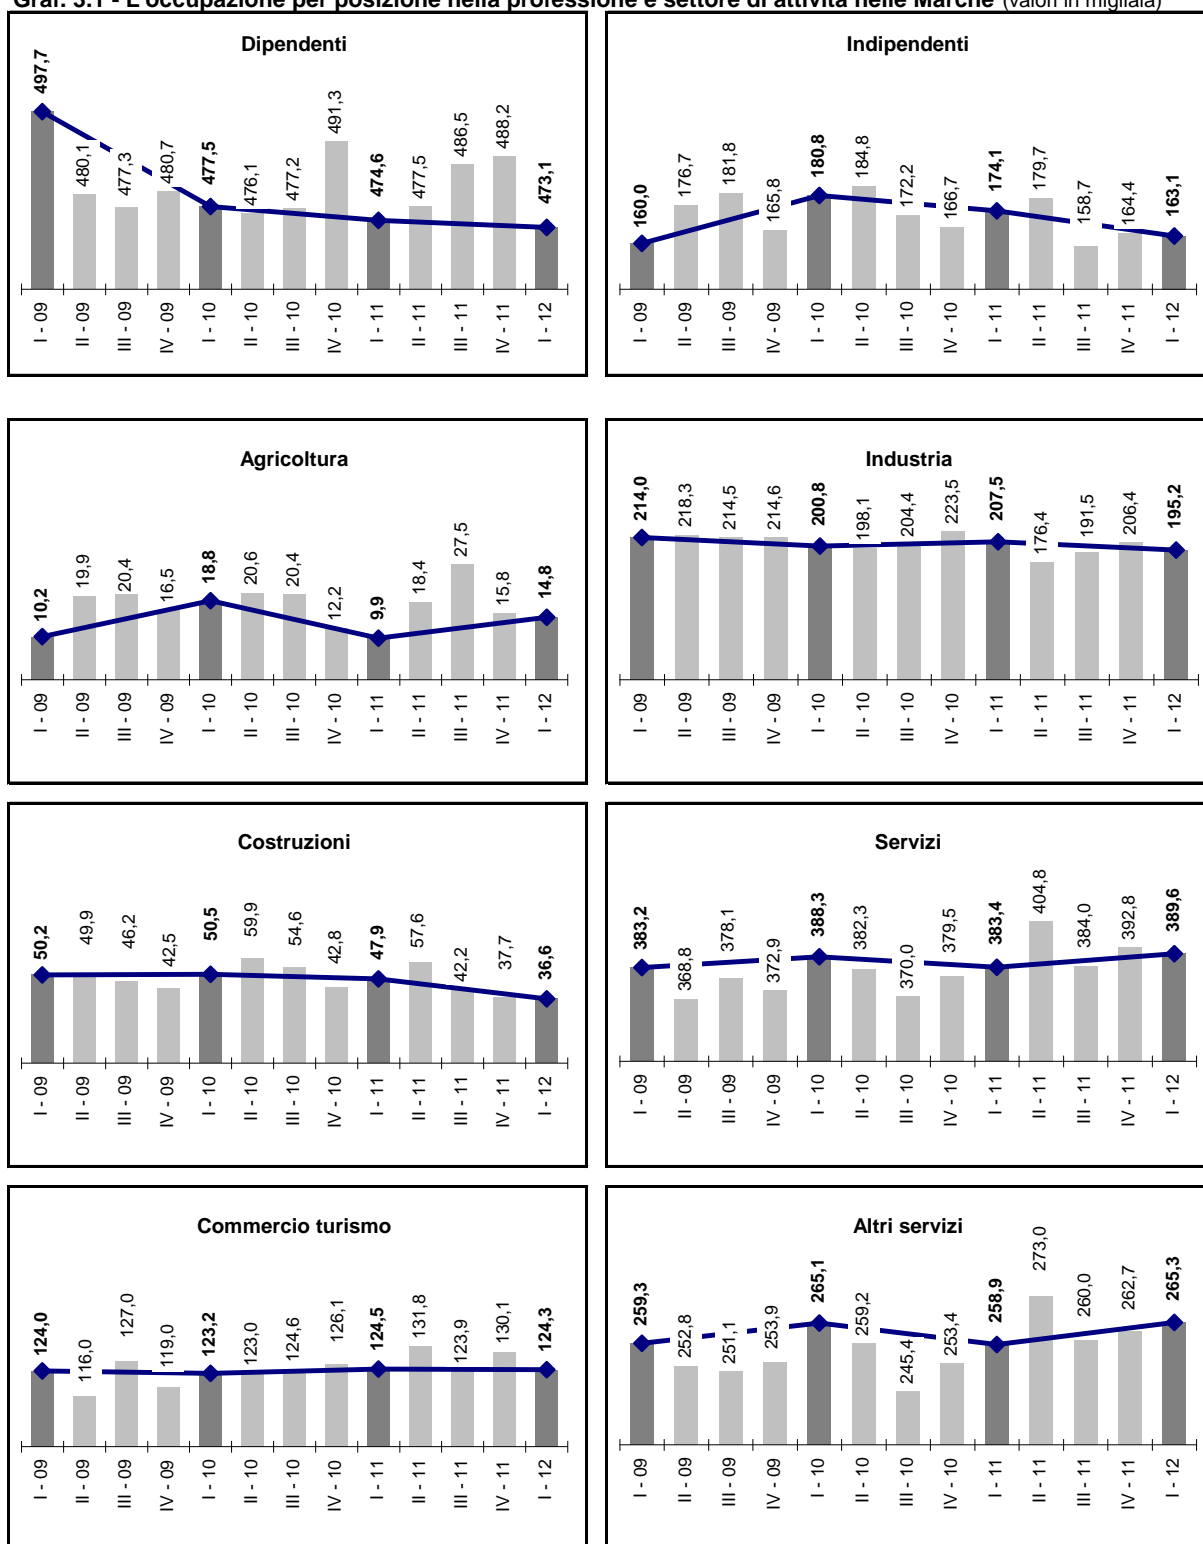 Graf. 3.1 - L'occupazione per posizione nella professione e settore di attività nelle Marche (valori in migliaia)
Dipendenti
497,7 480,1 477,3 480,7 477,5 476,1 477,2 491,3 474,6 477,5 486,5 488,2 473,1
I - 09 II - 09 III - 09 IV - 09 I - 10 II - 10 III - 10 IV - 10 I - 11 II - 11 III - 11 IV - 11 I - 12
Indipendenti
160,0 176,7 181,8 165,8 180,8 184,8 172,2 166,7 174,1 179,7 158,7 164,4 163,1
I - 09 II - 09 III - 09 IV - 09 I - 10 II - 10 III - 10 IV - 10 I - 11 II - 11 III - 11 IV - 11 I - 12
Agricoltura
10,2 19,9 20,4 16,5 18,8 20,6 20,4 12,2 9,9 18,4 27,5 15,8 14,8
I - 09 II - 09 III - 09 IV - 09 I - 10 II - 10 III - 10 IV - 10 I - 11 II - 11 III - 11 IV - 11 I - 12
Industria
214,0 218,3 214,5 214,6 200,8 198,1 204,4 223,5 207,5 176,4 191,5 206,4 195,2
I - 09 II - 09 III - 09 IV - 09 I - 10 II - 10 III - 10 IV - 10 I - 11 II - 11 III - 11 IV - 11 I - 12
Costruzioni
50,2 49,9 46,2 42,5 50,5 59,9 54,6 42,8 47,9 57,6 42,2 37,7 36,6
I - 09 II - 09 III - 09 IV - 09 I - 10 II - 10 III - 10 IV - 10 I - 11 II - 11 III - 11 IV - 11 I - 12
Servizi
383,2 368,8 378,1 372,9 388,3 382,3 370,0 379,5 383,4 404,8 384,0 392,8 389,6
I - 09 II - 09 III - 09 IV - 09 I - 10 II - 10 III - 10 IV - 10 I - 11 II - 11 III - 11 IV - 11 I - 12
Commercio turismo
124,0 116,0 127,0 119,0 123,2 123,0 124,6 126,1 124,5 131,8 123,9 130,1 124,3
I - 09 II - 09 III - 09 IV - 09 I - 10 II - 10 III - 10 IV - 10 I - 11 II - 11 III - 11 IV - 11 I - 12
Altri servizi
259,3 252,8 251,1 253,9 265,1 259,2 245,4 253,4 258,9 273,0 260,0 262,7 265,3
I - 09 II - 09 III - 09 IV - 09 I - 10 II - 10 III - 10 IV - 10 I - 11 II - 11 III - 11 IV - 11 I - 12